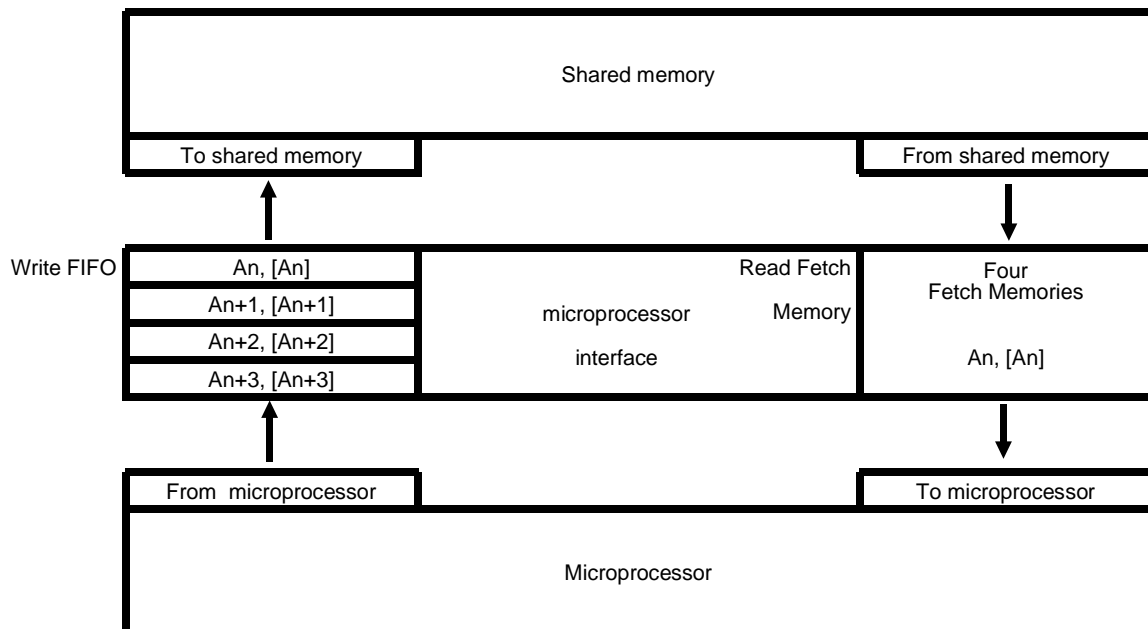 Shared memory
To shared memory
From shared memory
Write FIFO
An, [An]
An+1, [An+1]
An+2, [An+2]
An+3, [An+3]
microprocessor
interface
Read Fetch
Memory
Four
Fetch Memories
An, [An]
From microprocessor
To microprocessor
Microprocessor